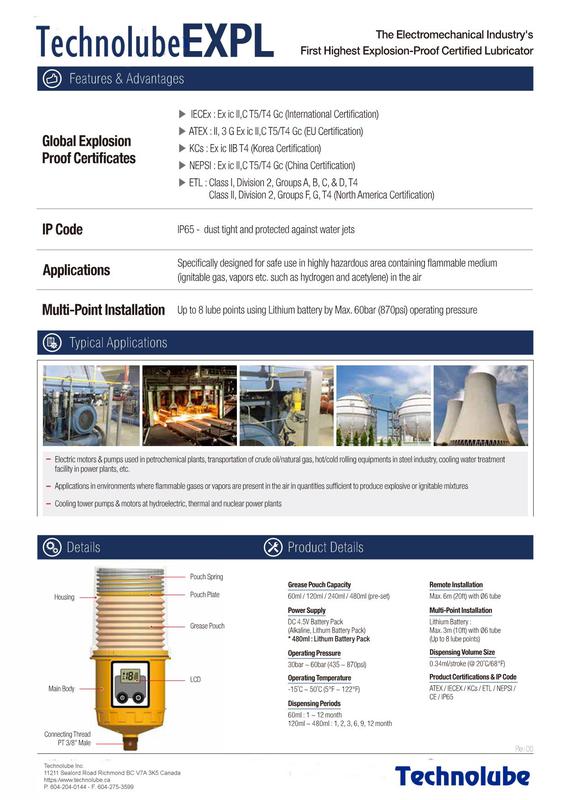 TechnolubeEXPL
The Electromechanical Industry's
First Highest Explosion-Proof Certified Lubricator
Features & Advantages
Global Explosion
Proof Certificates
▶ IECEx : Ex ic II,C T5/T4 Gc (International Certification)
▶ ATEX : II, 3 G Ex ic II,C T5/T4 Gc (EU Certification)
▶ KCs : Ex ic IIB T4 (Korea Certification)
▶ NEPSI : Ex ic II,C T5/T4 Gc (China Certification)
▶ ETL : Class I, Division 2, Groups A, B, C, & D, T4
Class II, Division 2, Groups F, G, T4 (North America Certification)
IP Code
IP65 - dust tight and protected against water jets
Applications
Specifically designed for safe use in highly hazardous area containing flammable medium
(ignitable gas, vapors etc. such as hydrogen and acetylene) in the air
Multi-Point Installation
Up to 8 lube points using Lithium battery by Max. 60bar (870psi) operating pressure
Typical Applications
– Electric motors & pumps used in petrochemical plants, transportation of crude oil/natural gas, hot/cold rolling equipments in steel industry, cooling water treatment
facility in power plants, etc.
– Applications in environments where flammable gases or vapors are present in the air in quantities sufficient to produce explosive or ignitable mixtures
– Cooling tower pumps & motors at hydroelectric, thermal and nuclear power plants
Details
Pouch Spring
Pouch Plate
Housing
Grease Pouch
LCD
Main Body
Connecting Thread
PT 3/8" Male
Product Details
Grease Pouch Capacity
60ml / 120ml / 240ml / 480ml (pre-set)
Power Supply
DC 4.5V Battery Pack
(Alkaline, Lithum Battery Pack)
* 480ml : Lithum Battery Pack
Operating Pressure
30bar ~ 60bar (435 ~ 870psi)
Operating Temperature
-15˚C ~ 50˚C (5°F ~ 122°F)
Dispensing Periods
60ml : 1 ~ 12 month
120ml ~ 480ml : 1, 2, 3, 6, 9, 12 month
Remote Installation
Max. 6m (20ft) with Ø6 tube
Multi-Point Installation
Lithium Battery :
Max. 3m (10ft) with Ø6 tube
(Up to 8 lube points)
Dispensing Volume Size
0.34ml/stroke (@ 20˚C/68°F)
Product Certifications & IP Code
ATEX / IECEX / KCs / ETL / NEPSI /
CE / IP65
Technolube Inc
11211 Sealord Road Richmond BC V7A 3K5 Canada
https:/www.technolube.ca
P: 604-204-0144 - F. 604-275-3599
Technolube